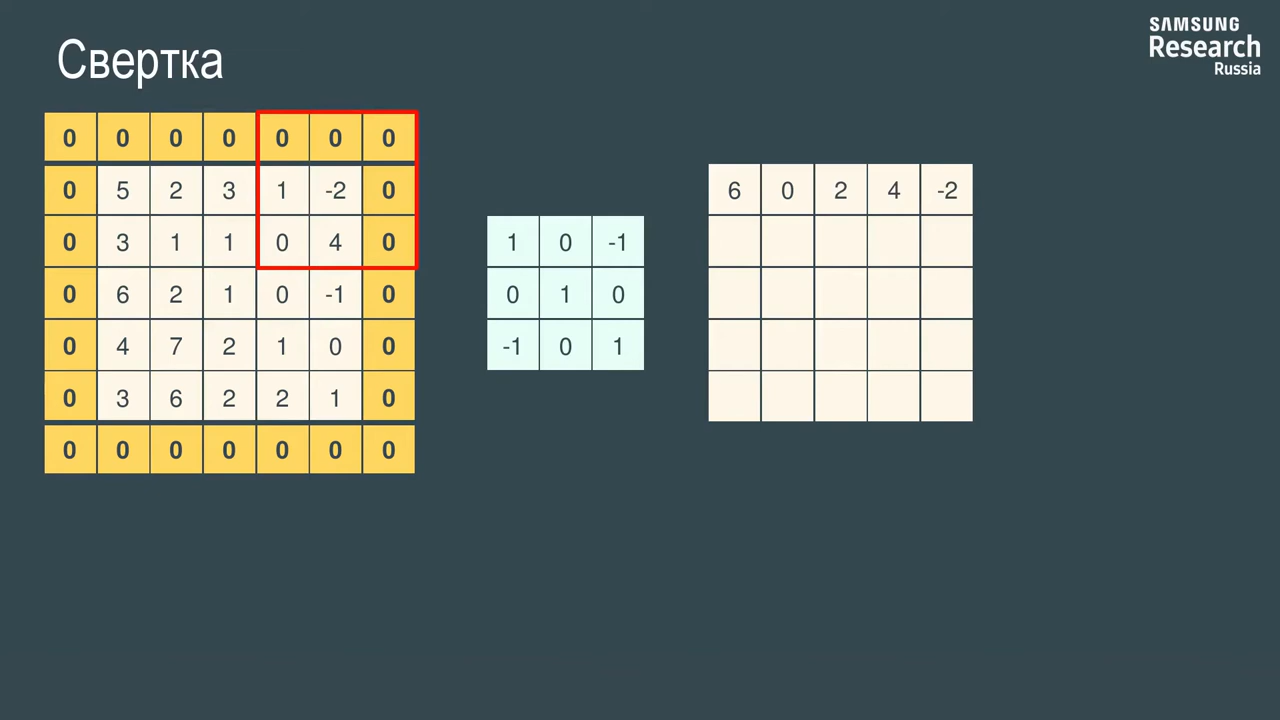 Свертка
SAMSUNG
Research
Russia
0 0 0 0 0 0 0
0 5 2 3 1 -2 0
0 3 1 1 0 4 0
0 6 2 1 0 -1 0
0 4 7 2 1 0 0
0 3 6 2 2 1 0
0 0 0 0 0 0 0
1 0 -1
0 1 0
-1 0 1
6 0 2 4 -2